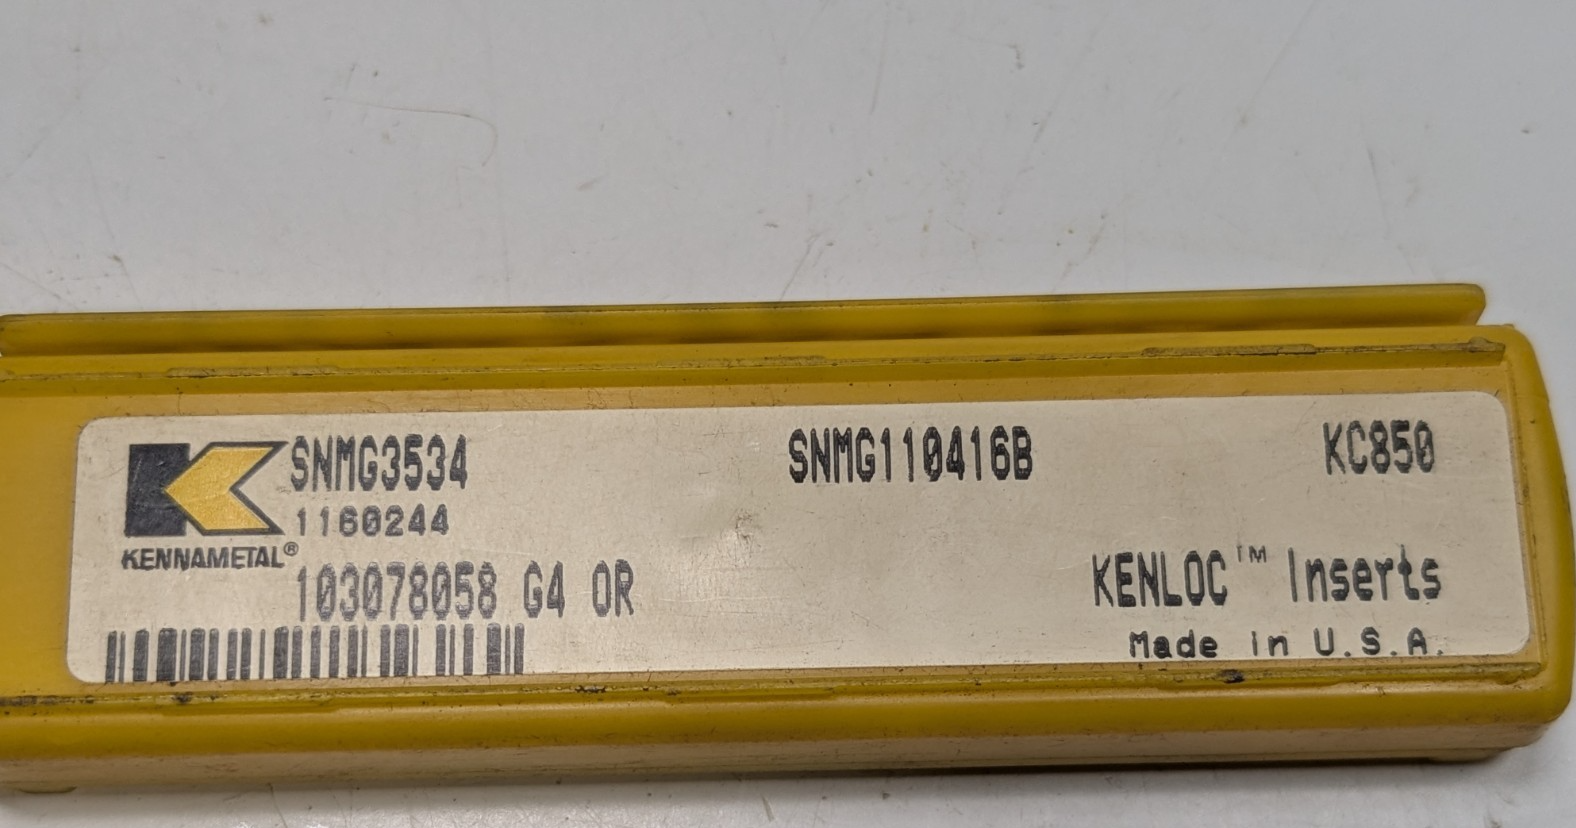 SNMG3534 SNMG110416B KC850
1160244
KENNAMETAL®
103078058 G4 OR KENLOC™ Inserts
Made in U.S.A.